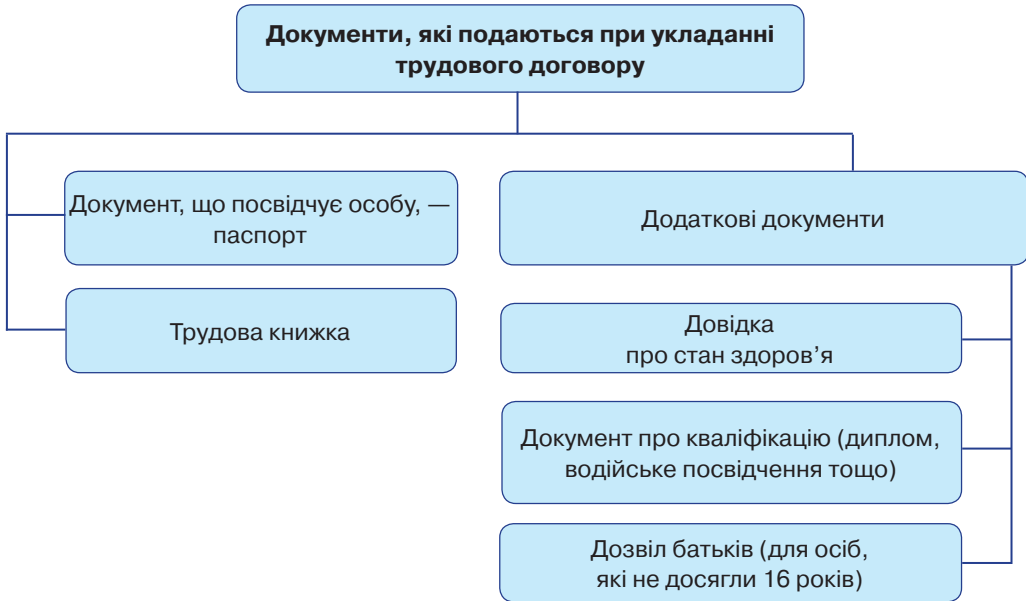 Документи, які подаються при укладанні
трудового договору
Документ, що посвідчує особу, —
паспорт
Трудова книжка
Додаткові документи
Довідка
про стан здоров’я
Документ про кваліфікацію (диплом,
водійське посвідчення тощо)
Дозвіл батьків (для осіб,
які не досягли 16 років)